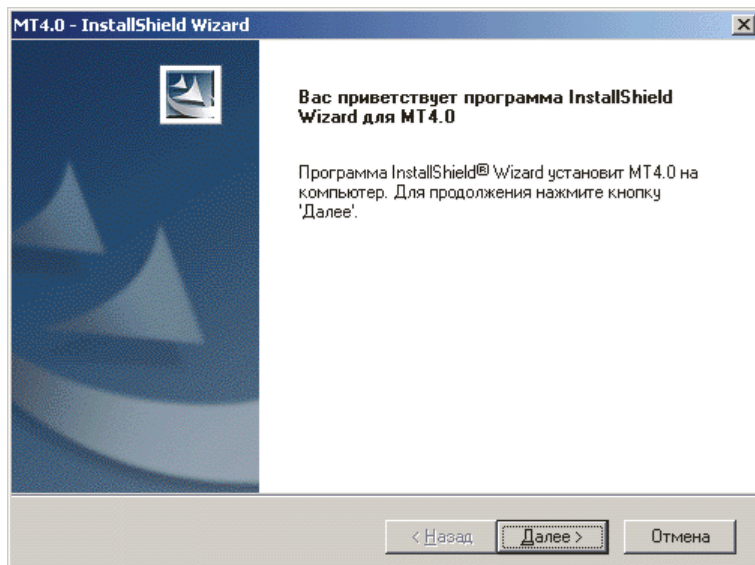 MT4.0 - InstallShield Wizard
Вас приветствует программа InstallShield
Wizard для MT4.0
Программа InstallShield® Wizard установит MT4.0 на
компьютер. Для продолжения нажмите кнопку
'Далее'.
< Назад
Далее >
Отмена